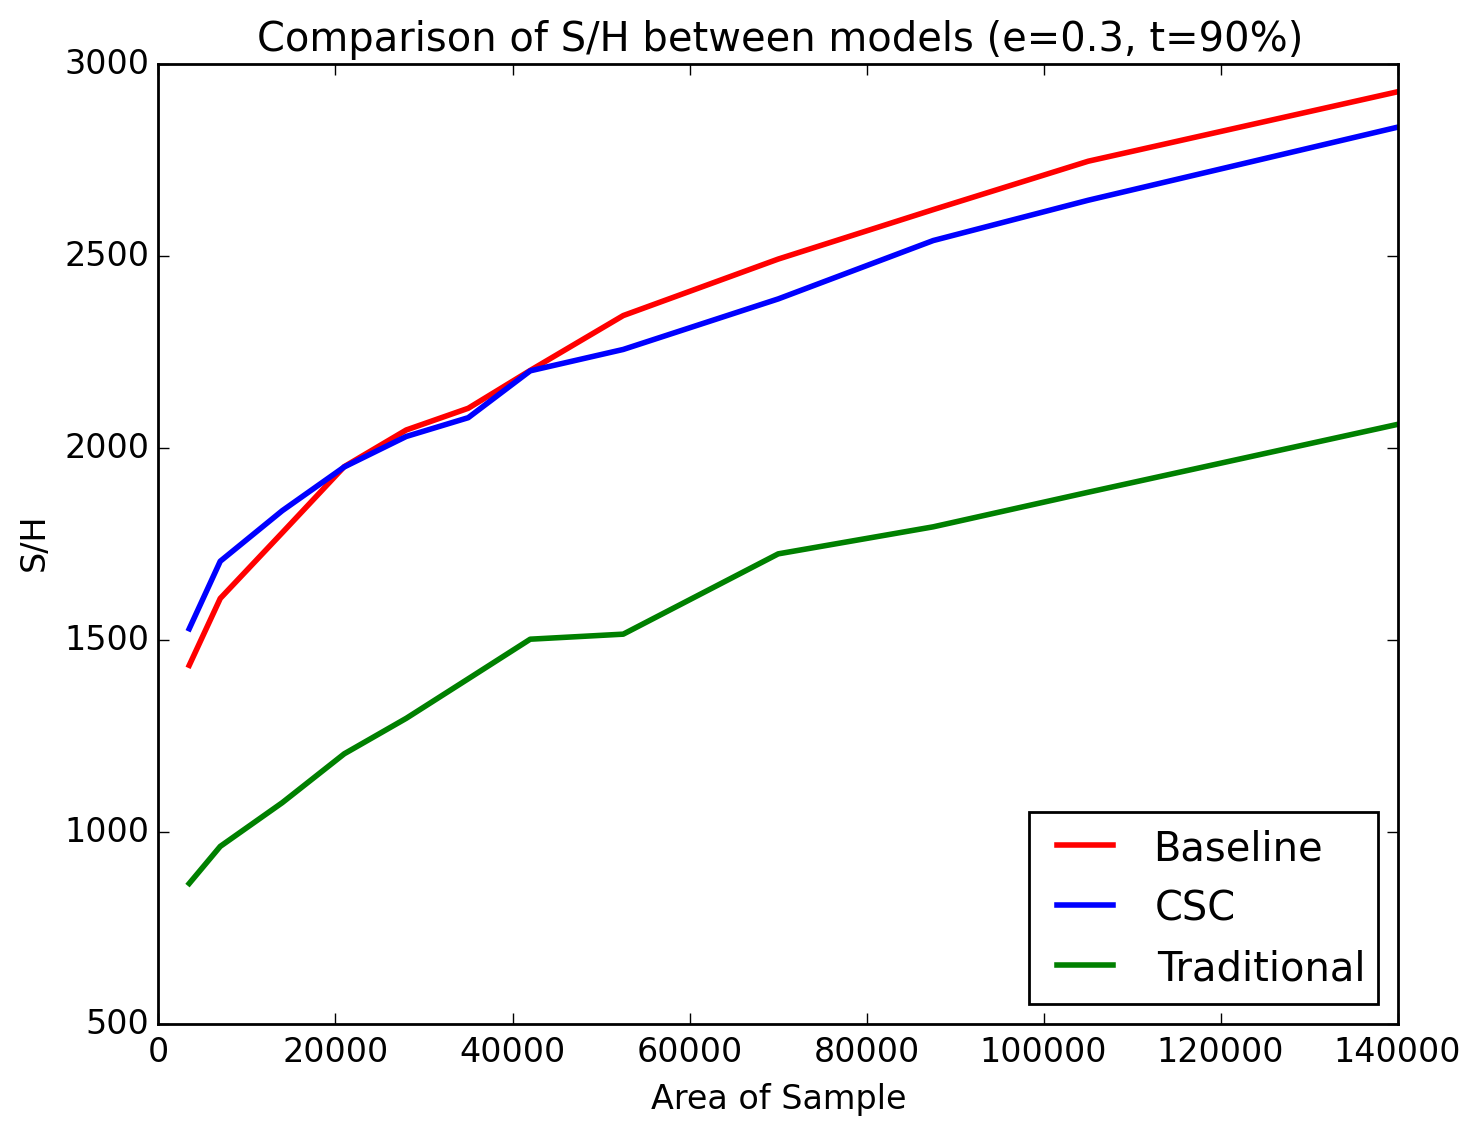 Comparison of S/H between models (e=0.3, t=90%)
3000
2500
2000
1500
1000
500
S/H
Baseline
CSC
Traditional
0 20000 40000 60000 80000 100000 120000 140000
Area of Sample